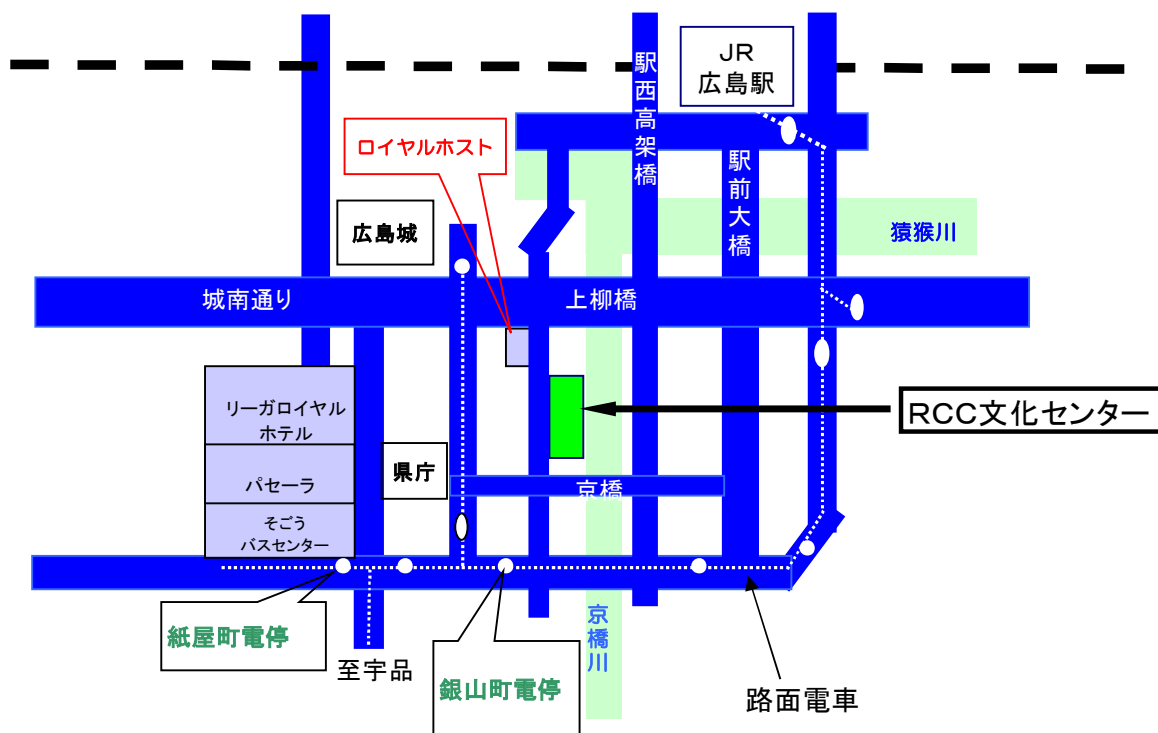 JR
広島駅
駅西高架橋
ロイヤルホスト
駅前大橋
広島城
猿猴川
城南通り
上柳橋
リーガロイヤル
ホテル
RCC文化センター
県庁
パセーラ
京橋
そごう
バスセンター
紙屋町電停
京橋川
至宇品
銀山町電停
路面電車